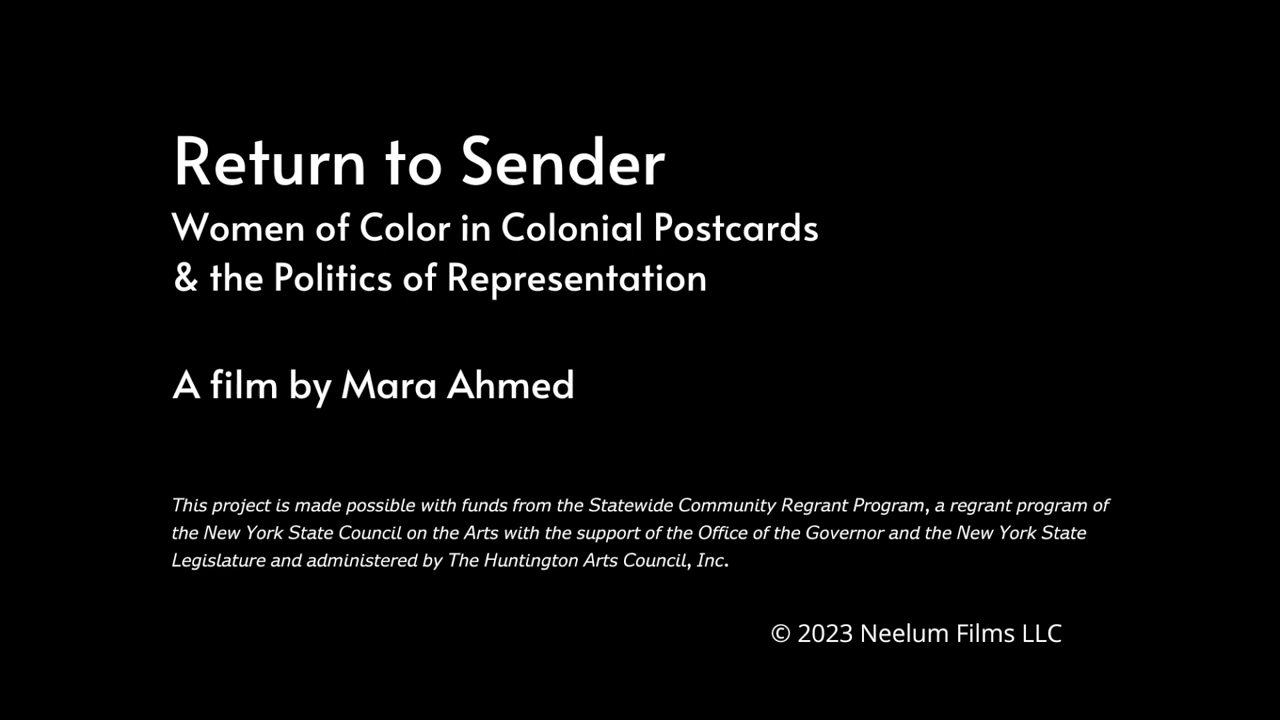 Return to Sender
Women of Color in Colonial Postcards
& the Politics of Representation
A film by Mara Ahmed
This project is made possible with funds from the Statewide Community Regrant Program, a regrant program of
the New York State Council on the Arts with the support of the Office of the Governor and the New York State
Legislature and administered by The Huntington Arts Council, Inc.
© 2023 Neelum Films LLC